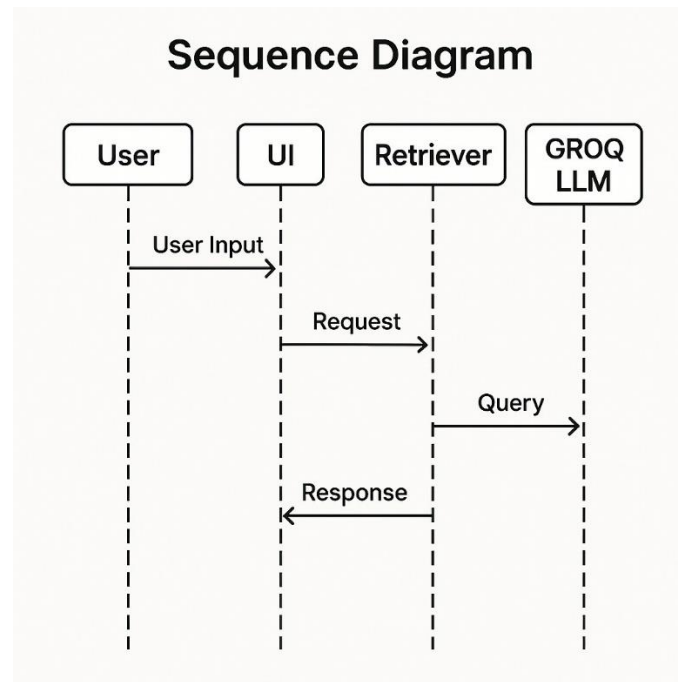 Sequence Diagram
User
UI
Retriever
GROQ
LLM
User Input
Request
Query
Response